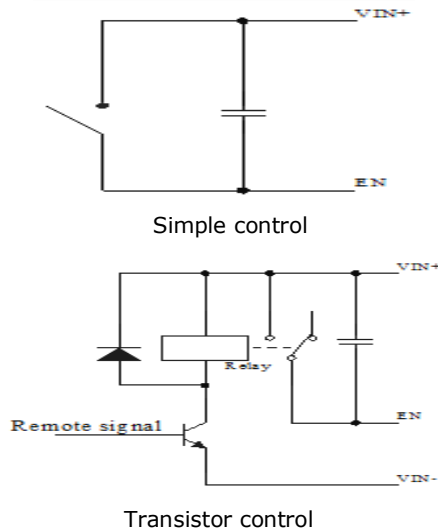 VIN+
EN
Simple control
VIN+
Relay
EN
Remote signal
VIN-
Transistor control